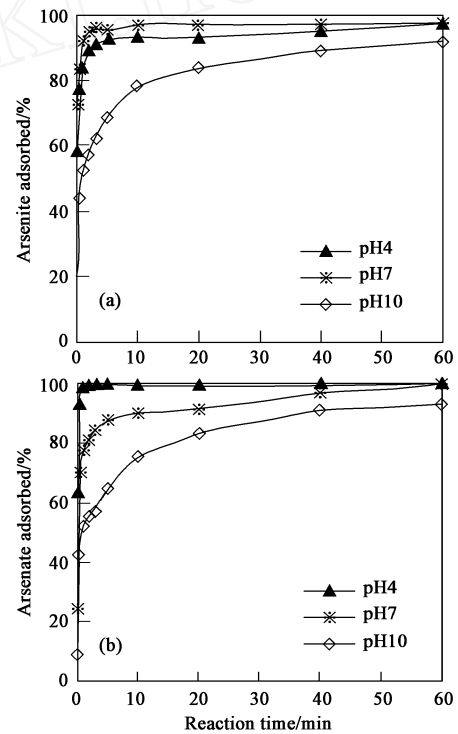 100
80
60
40
20
0
Arsenite adsorbed/%
pH4
pH7
pH10
(a)
0 10 20 30 40 50 60
100
80
60
40
20
0
Arsenate adsorbed/%
pH4
pH7
pH10
(b)
0 10 20 30 40 50 60
Reaction time/min